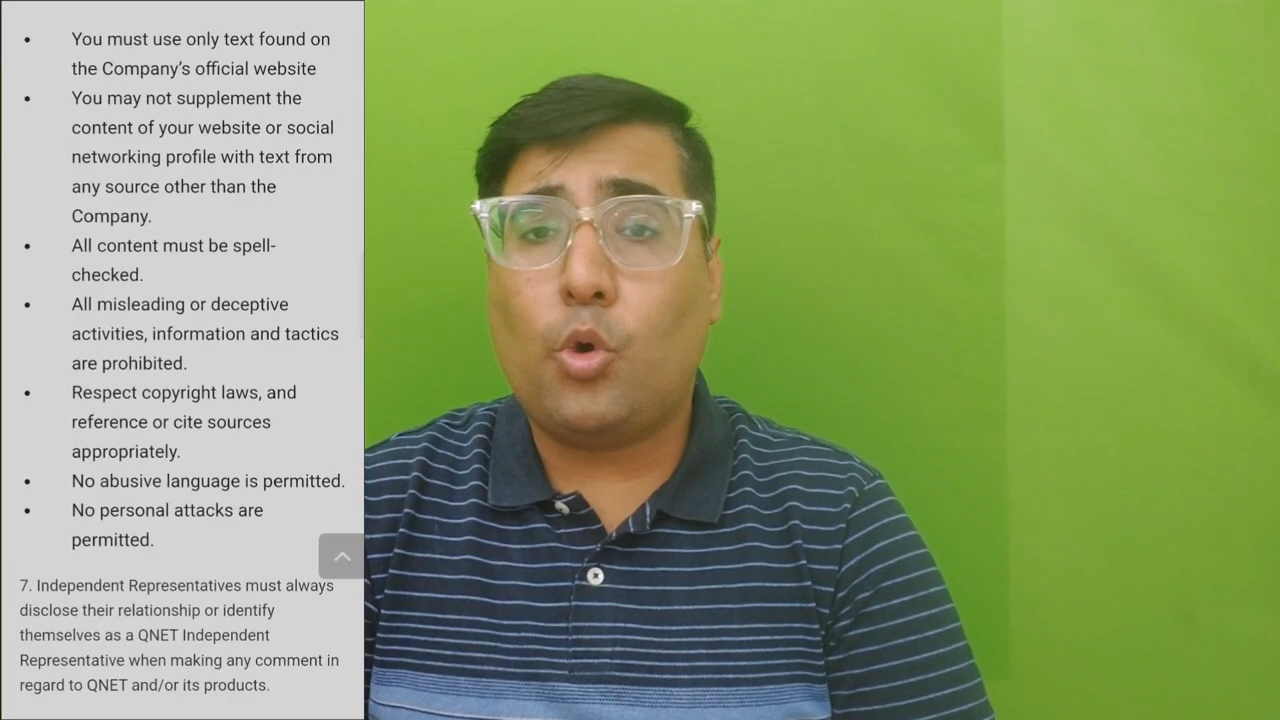 • You must use only text found on
the Company’s official website
• You may not supplement the
content of your website or social
networking profile with text from
any source other than the
Company.
• All content must be spell-
checked.
• All misleading or deceptive
activities, information and tactics
are prohibited.
• Respect copyright laws, and
reference or cite sources
appropriately.
• No abusive language is permitted.
• No personal attacks are
permitted.
7. Independent Representatives must always
disclose their relationship or identify
themselves as a QNET Independent
Representative when making any comment in
regard to QNET and/or its products.